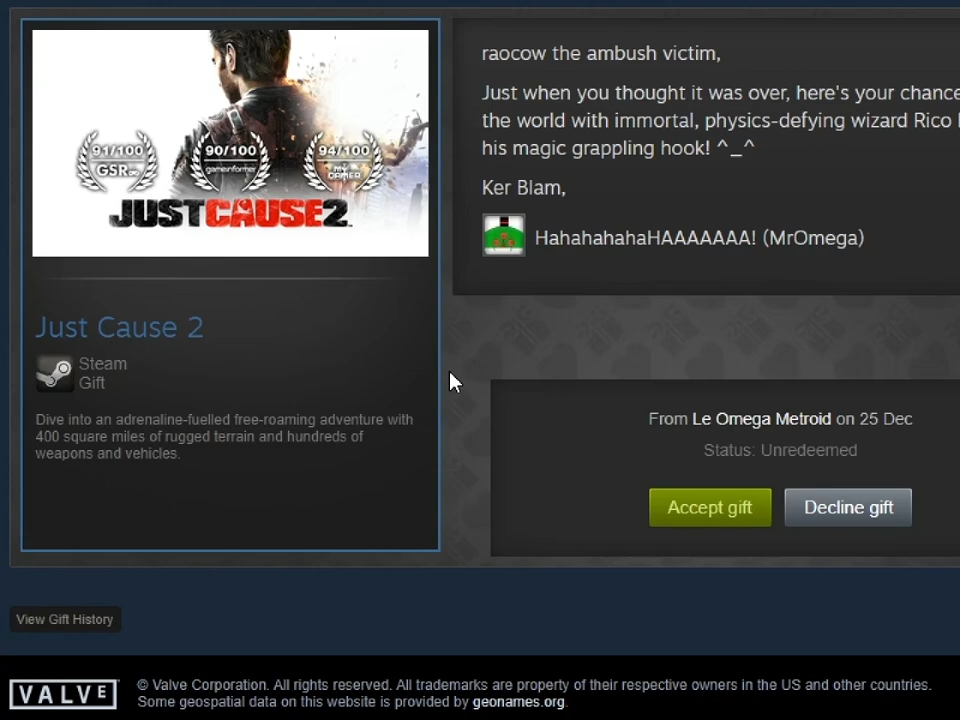 91/100
GSR
90/100
gameinformer
94/100
MY GAMER
JUST CAUSE 2
raocow the ambush victim,
Just when you thought it was over, here's your chance
the world with immortal, physics-defying wizard Rico
his magic grappling hook! ^_^
Ker Blam,
HahahahahaHAAAAAAA! (MrOmega)
Just Cause 2
Steam
Gift
Dive into an adrenaline-fuelled free-roaming adventure with
400 square miles of rugged terrain and hundreds of
weapons and vehicles.
From Le Omega Metroid on 25 Dec
Status: Unredeemed
Accept gift
Decline gift
View Gift History
VALVE
© Valve Corporation. All rights reserved. All trademarks are property of their respective owners in the US and other countries.
Some geospatial data on this website is provided by geonames.org.